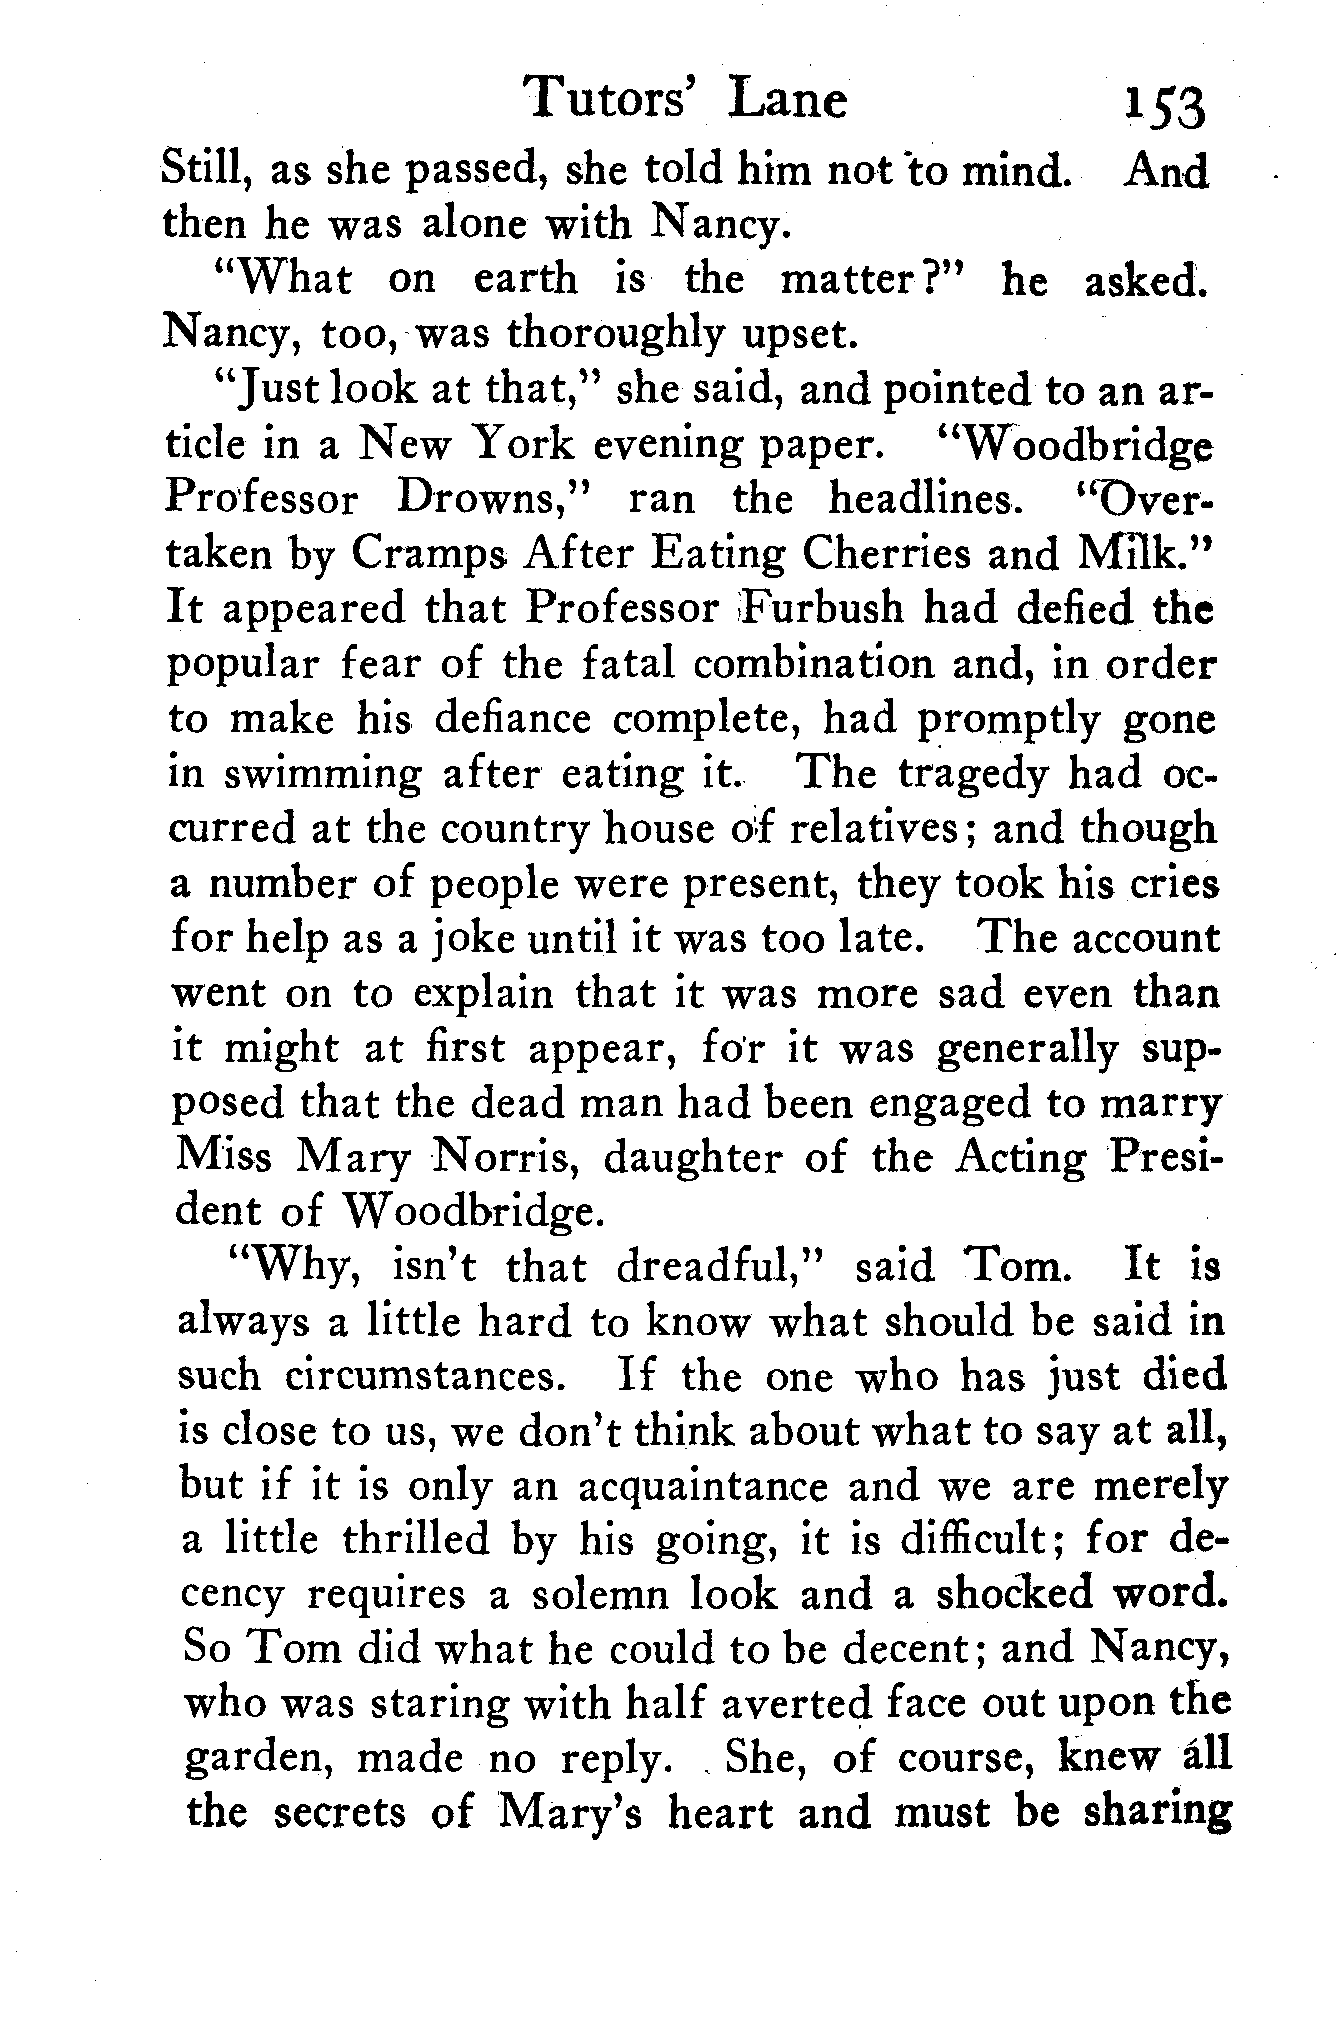 Tutors' Lane 153
Still, as she passed, she told him not to mind. And
then he was alone with Nancy.
"What on earth is the matter?" he asked.
Nancy, too, was thoroughly upset.
"Just look at that," she said, and pointed to an ar-
ticle in a New York evening paper. "Woodbridge
Professor Drowns," ran the headlines. "Over-
taken by Cramps After Eating Cherries and Milk."
It appeared that Professor Furbush had defied the
popular fear of the fatal combination and, in order
to make his defiance complete, had promptly gone
in swimming after eating it. The tragedy had oc-
curred at the country house of relatives; and though
a number of people were present, they took his cries
for help as a joke until it was too late. The account
went on to explain that it was more sad even than
it might at first appear, for it was generally sup-
posed that the dead man had been engaged to marry
Miss Mary Norris, daughter of the Acting Presi-
dent of Woodbridge.
"Why, isn't that dreadful," said Tom. It is
always a little hard to know what should be said in
such circumstances. If the one who has just died
is close to us, we don't think about what to say at all,
but if it is only an acquaintance and we are merely
a little thrilled by his going, it is difficult; for de-
cency requires a solemn look and a shocked word.
So Tom did what he could to be decent; and Nancy,
who was staring with half averted face out upon the
garden, made no reply. She, of course, knew all
the secrets of Mary's heart and must be sharing